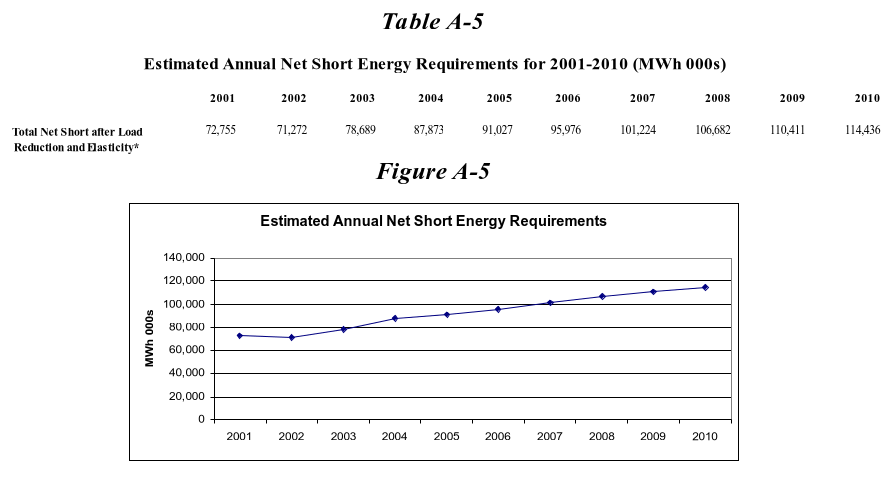 Table A-5
Estimated Annual Net Short Energy Requirements for 2001-2010 (MWh 000s)
2001 2002 2003 2004 2005 2006 2007 2008 2009 2010
Total Net Short after Load 72,755 71,272 78,689 87,873 91,027 95,976 101,224 106,682 110,411 114,436
Reduction and Elasticity*
Figure A-5
Estimated Annual Net Short Energy Requirements
140,000
120,000
100,000
80,000
60,000
40,000
20,000
0
MWh 000s
2001 2002 2003 2004 2005 2006 2007 2008 2009 2010